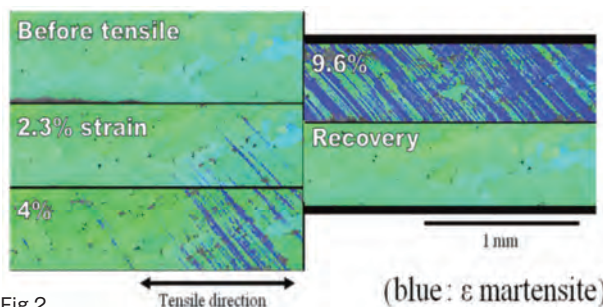 Before tensile
2.3% strain
4%
9.6%
Recovery
1 mm
Tensile direction
(blue: ε martensite)
Fig 2